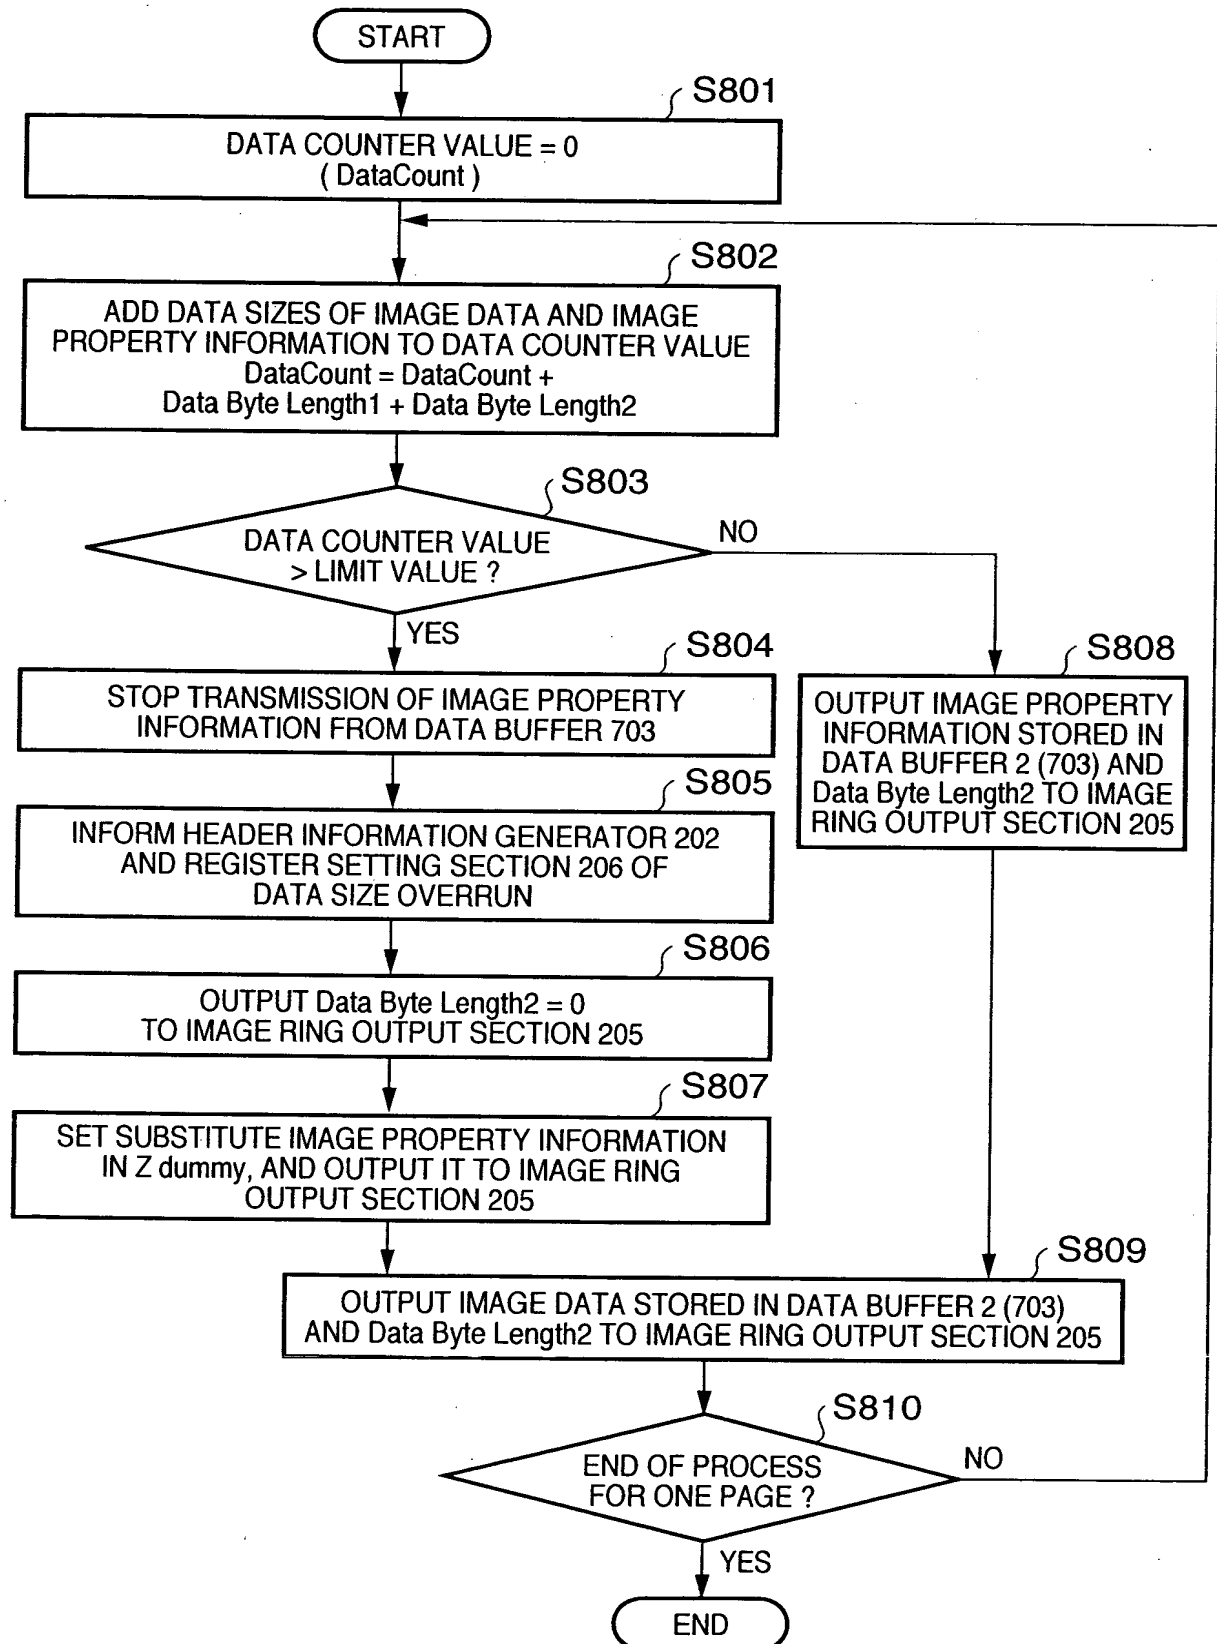 START
S801
DATA COUNTER VALUE = 0
( DataCount )
S802
ADD DATA SIZES OF IMAGE DATA AND IMAGE
PROPERTY INFORMATION TO DATA COUNTER VALUE
DataCount = DataCount +
Data Byte Length1 + Data Byte Length2
S803
DATA COUNTER VALUE
> LIMIT VALUE ?
NO
YES
S804
STOP TRANSMISSION OF IMAGE PROPERTY
INFORMATION FROM DATA BUFFER 703
S808
OUTPUT IMAGE PROPERTY
INFORMATION STORED IN
DATA BUFFER 2 (703) AND
Data Byte Length2 TO IMAGE
RING OUTPUT SECTION 205
S805
INFORM HEADER INFORMATION GENERATOR 202
AND REGISTER SETTING SECTION 206 OF
DATA SIZE OVERRUN
S806
OUTPUT Data Byte Length2 = 0
TO IMAGE RING OUTPUT SECTION 205
S807
SET SUBSTITUTE IMAGE PROPERTY INFORMATION
IN Z dummy, AND OUTPUT IT TO IMAGE RING
OUTPUT SECTION 205
S809
OUTPUT IMAGE DATA STORED IN DATA BUFFER 2 (703)
AND Data Byte Length2 TO IMAGE RING OUTPUT SECTION 205
S810
END OF PROCESS
FOR ONE PAGE ?
NO
YES
END